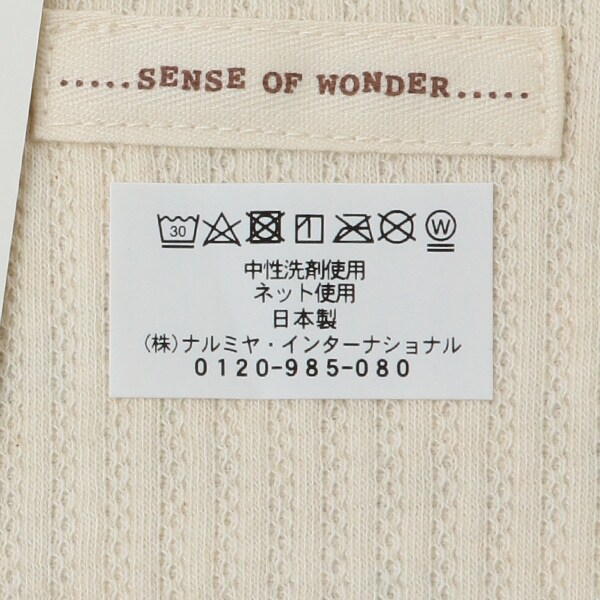 .....SENSE OF WONDER.....
30 W
中性洗剤使用
ネット使用
日本製
(株)ナルミヤ・インターナショナル
0120-985-080